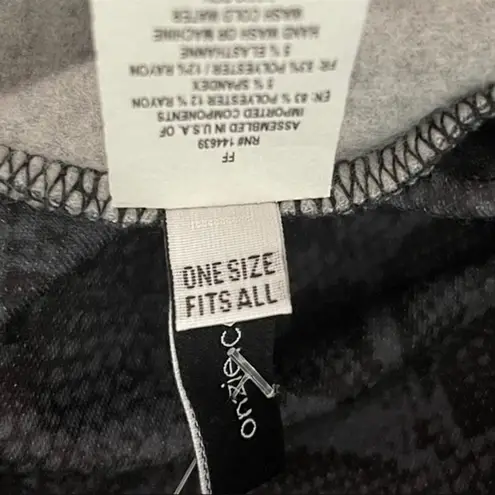 FF
RN# 144639
ASSEMBLED IN U.S.A. OF
IMPORTED COMPONENTS
EN: 83 % POLYESTER 12 % RAYON
5 % SPANDEX
FR: 83% POLYESTER / 12% RAYON
5 % ELASTHANNE
HAND WASH OR MACHINE
WASH COLD WATER
ONE SIZE
FITS ALL